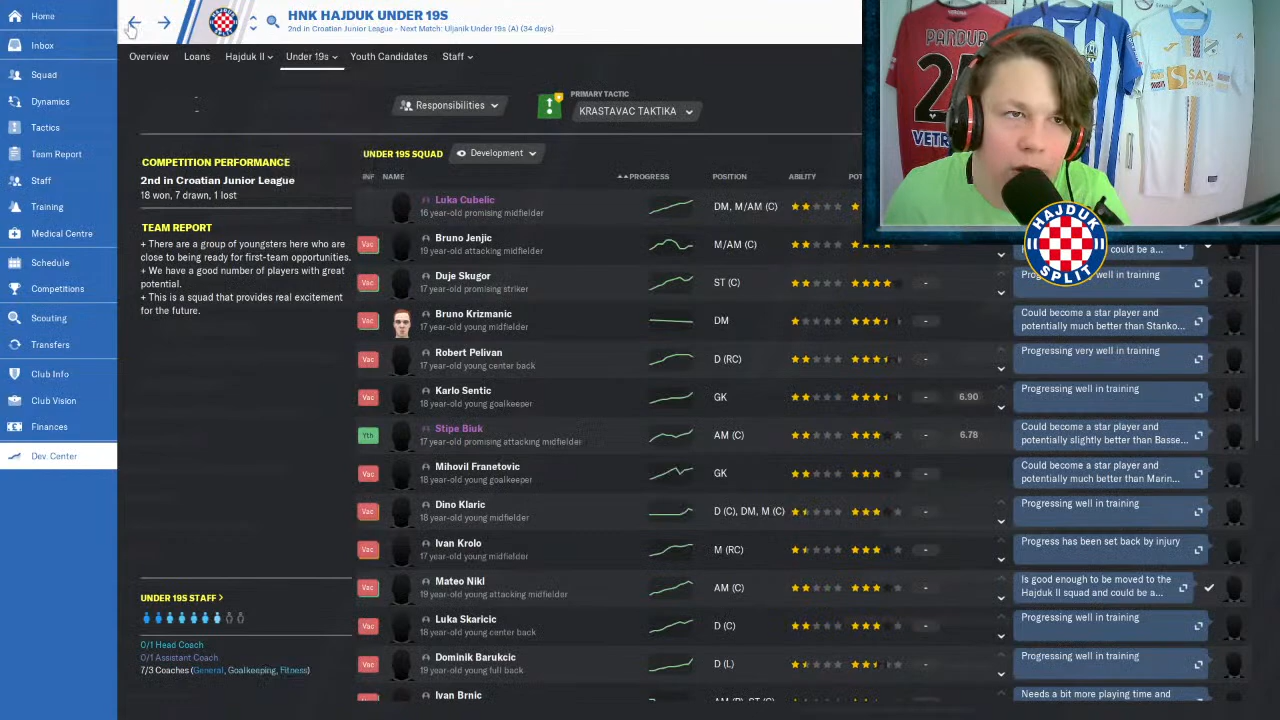 Home
Inbox
Squad
Dynamics
Tactics
Team Report
Staff
Training
Medical Centre
Schedule
Competitions
Scouting
Transfers
Club Info
Club Vision
Finances
Dev. Center
HNK HAJDUK UNDER 19S
2nd in Croatian Junior League - Next Match: Uljanik Under 19s (A) (34 days)
Overview Loans Hajduk II Under 19s Youth Candidates Staff
Responsibilities
PRIMARY TACTIC
KRASTAVAC TAKTIKA
COMPETITION PERFORMANCE
2nd in Croatian Junior League
18 won, 7 drawn, 1 lost
TEAM REPORT
+ There are a group of youngsters here who are
close to being ready for first-team opportunities.
+ We have a good number of players with great
potential.
+ This is a squad that provides real excitement
for the future.
UNDER 19S STAFF >
0/1 Head Coach
0/1 Assistant Coach
7/3 Coaches (General, Goalkeeping, Fitness)
UNDER 19S SQUAD Development
INF NAME PROGRESS POSITION ABILITY
Luka Cubelic DM, M/AM (C)
16 year-old promising midfielder
Vac Bruno Jenjic M/AM (C)
19 year-old attacking midfielder
could be a...
Vac Duje Skugor ST (C) -
17 year-old promising striker
well in training
Vac Bruno Krizmanic DM -
17 year-old young midfielder
Could become a star player and
potentially much better than Stanko...
Vac Robert Pelivan D (RC) -
17 year-old young center back
Progressing very well in training
Vac Karlo Sentic GK - 6.90
18 year-old young goalkeeper
Progressing well in training
Yth Stipe Biuk AM (C) - 6.78
17 year-old promising attacking midfielder
Could become a star player and
potentially slightly better than Basse...
Vac Mihovil Franetovic GK -
18 year-old young goalkeeper
Could become a star player and
potentially much better than Marin...
Vac Dino Klaric D (C), DM, M (C) -
18 year-old young midfielder
Progressing well in training
Vac Ivan Krolo M (RC) -
17 year-old young midfielder
Progress has been set back by injury
Vac Mateo Nikl AM (C) -
19 year-old young attacking midfielder
Is good enough to be moved to the
Hajduk II squad and could be a...
Vac Luka Skaricic D (C) -
18 year-old young center back
Progressing well in training
Vac Dominik Barukcic D (L) -
19 year-old young full back
Progressing well in training
Ivan Brnic
Needs a bit more playing time and
PANDUR
VETR
SAYA
HAJDUK
SPLIT